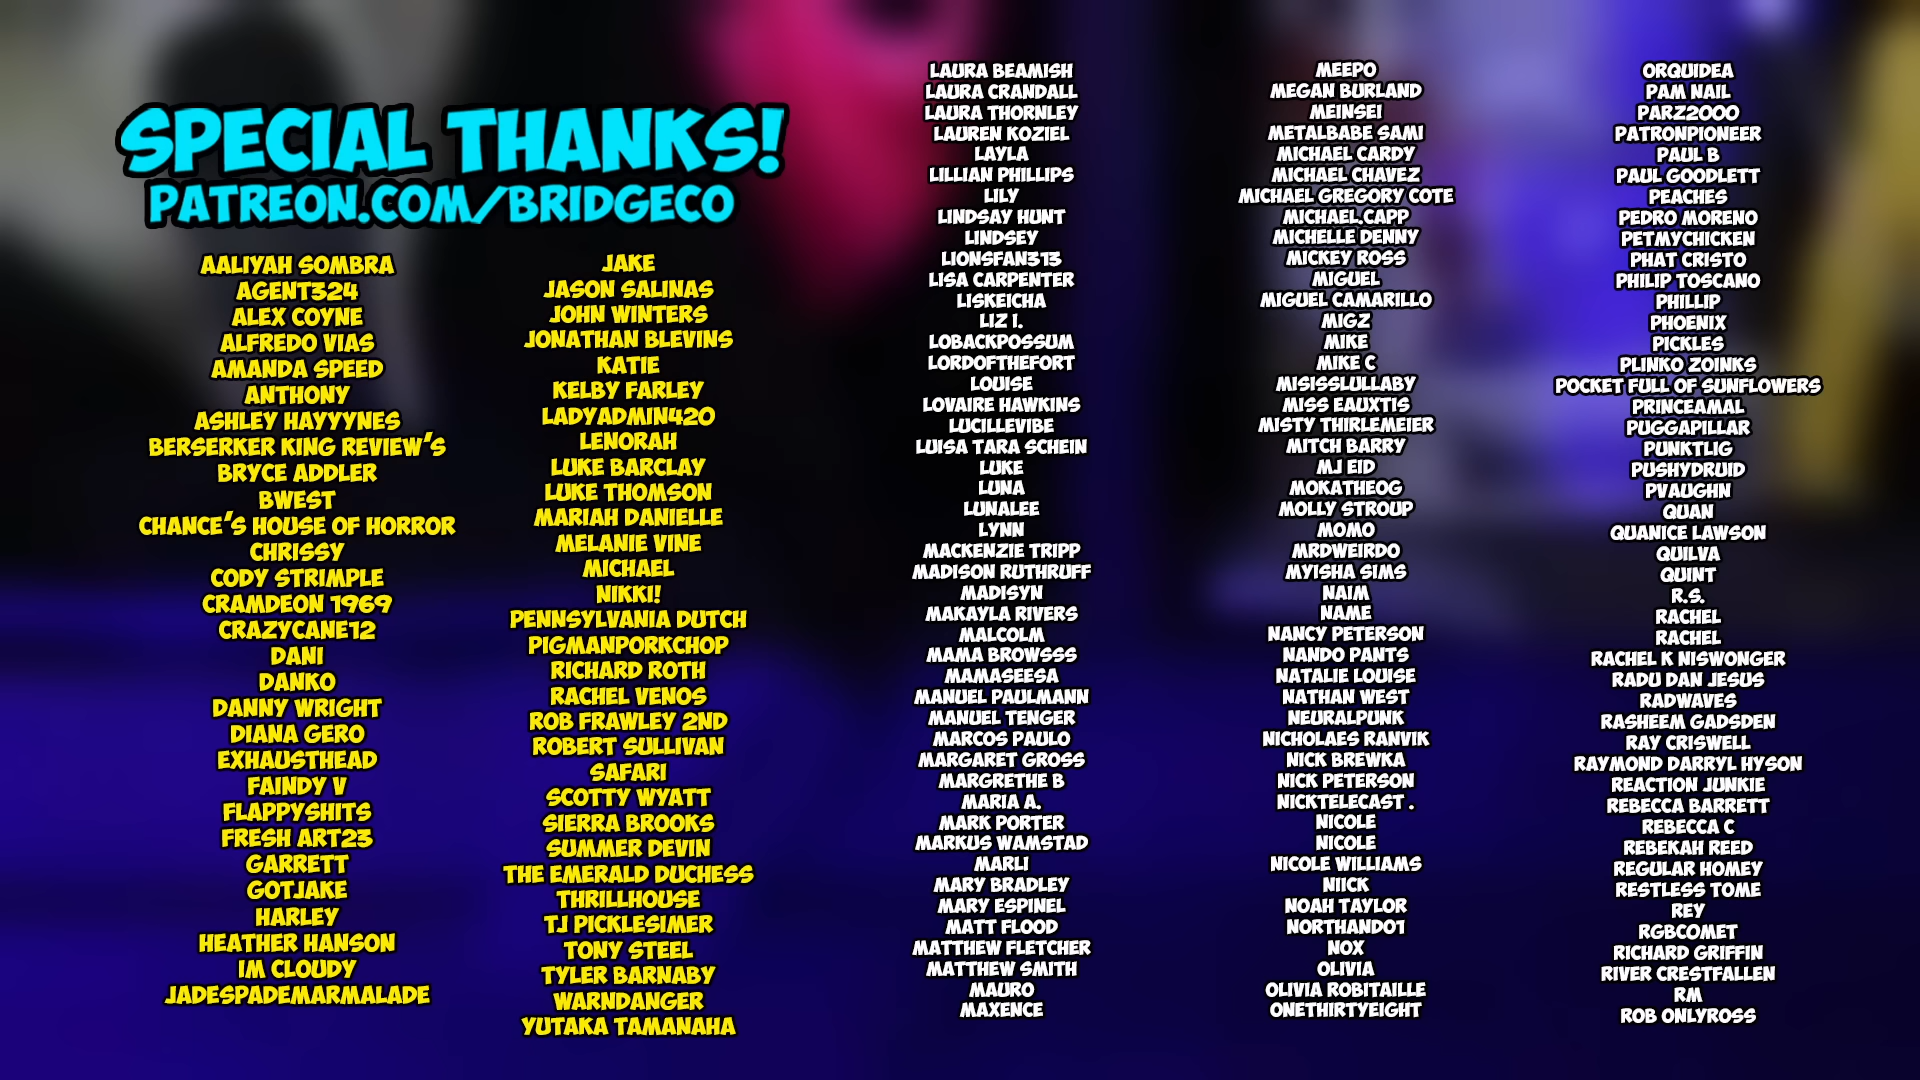 SPECIAL THANKS!
PATREON.COM/BRIDGECO
AALIYAH SOMBRA
AGENT324
ALEX COYNE
ALFREDO VIAS
AMANDA SPEED
ANTHONY
ASHLEY HAYYYNES
BERSERKER KING REVIEW'S
BRYCE ADDLER
BWEST
CHANCE'S HOUSE OF HORROR
CHRISSY
CODY STRIMPLE
CRAMDEON 1969
CRAZYCANE12
DANI
DANKO
DANNY WRIGHT
DIANA GERO
EXHAUSTHEAD
FAINDY V
FLAPPYSHITS
FRESH ART23
GARRETT
GOTJAKE
HARLEY
HEATHER HANSON
IM CLOUDY
JADESPADEMARMALADE
JAKE
JASON SALINAS
JOHN WINTERS
JONATHAN BLEVINS
KATIE
KELBY FARLEY
LADYADMIN420
LENORAH
LUKE BARCLAY
LUKE THOMSON
MARIAH DANIELLE
MELANIE VINE
MICHAEL
NIKKI!
PENNSYLVANIA DUTCH
PIGMANPORKCHOP
RICHARD ROTH
RACHEL VENOS
ROB FRAWLEY 2ND
ROBERT SULLIVAN
SAFARI
SCOTTY WYATT
SIERRA BROOKS
SUMMER DEVIN
THE EMERALD DUCHESS
THRILLHOUSE
TJ PICKLESIMER
TONY STEEL
TYLER BARNABY
WARNDANGER
YUTAKA TAMANAHA
LAURA BEAMISH
LAURA CRANDALL
LAURA THORNLEY
LAUREN KOZIEL
LAYLA
LILLIAN PHILLIPS
LILY
LINDSAY HUNT
LINDSEY
LIONSFAN313
LISA CARPENTER
LISKEICHA
LIZ I.
LOBACKPOSSUM
LORDOFTHEFORT
LOUISE
LOVAIRE HAWKINS
LUCILLEVIBE
LUISA TARA SCHEIN
LUKE
LUNA
LUNALEE
LYNN
MACKENZIE TRIPP
MADISON RUTHRUFF
MADISYN
MAKAYLA RIVERS
MALCOLM
MAMA BROWSSS
MAMASEESA
MANUEL PAULMANN
MANUEL TENGER
MARCOS PAULO
MARGARET GROSS
MARGRETHE B
MARIA A.
MARK PORTER
MARKUS WAMSTAD
MARLI
MARY BRADLEY
MARY ESPINEL
MATT FLOOD
MATTHEW FLETCHER
MATTHEW SMITH
MAURO
MAXENCE
MEEPO
MEGAN BURLAND
MEINSEI
METALBABE SAMI
MICHAEL CARDY
MICHAEL CHAVEZ
MICHAEL GREGORY COTE
MICHAEL.CAPP
MICHELLE DENNY
MICKEY ROSS
MIGUEL
MIGUEL CAMARILLO
MIGZ
MIKE
MIKE C
MISISSLULLABY
MISS EAUXTIS
MISTY THIRLEMEIER
MITCH BARRY
MJ EID
MOKATHEOG
MOLLY STROUP
MOMO
MRDWEIRDO
MYISHA SIMS
NAIM
NAME
NANCY PETERSON
NANDO PANTS
NATALIE LOUISE
NATHAN WEST
NEURALPUNK
NICHOLAES RANVIK
NICK BREWKA
NICK PETERSON
NICKTELECAST .
NICOLE
NICOLE
NICOLE WILLIAMS
NIICK
NOAH TAYLOR
NORTHAND01
NOX
OLIVIA
OLIVIA ROBITAILLE
ONETHIRTYEIGHT
ORQUIDEA
PAM NAIL
PARZ2000
PATRONPIONEER
PAUL B
PAUL GOODLETT
PEACHES
PEDRO MORENO
PETMYCHICKEN
PHAT CRISTO
PHILIP TOSCANO
PHILLIP
PHOENIX
PICKLES
PLINKO ZOINKS
POCKET FULL OF SUNFLOWERS
PRINCEAMAL
PUGGAPILLAR
PUNKTLIG
PUSHYDRUID
PVAUGHN
QUAN
QUANICE LAWSON
QUILVA
QUINT
R.S.
RACHEL
RACHEL
RACHEL K NISWONGER
RADU DAN JESUS
RADWAVES
RASHEEM GADSDEN
RAY CRISWELL
RAYMOND DARRYL HYSON
REACTION JUNKIE
REBECCA BARRETT
REBECCA C
REBEKAH REED
REGULAR HOMEY
RESTLESS TOME
REY
RGBCOMET
RICHARD GRIFFIN
RIVER CRESTFALLEN
RM
ROB ONLYROSS